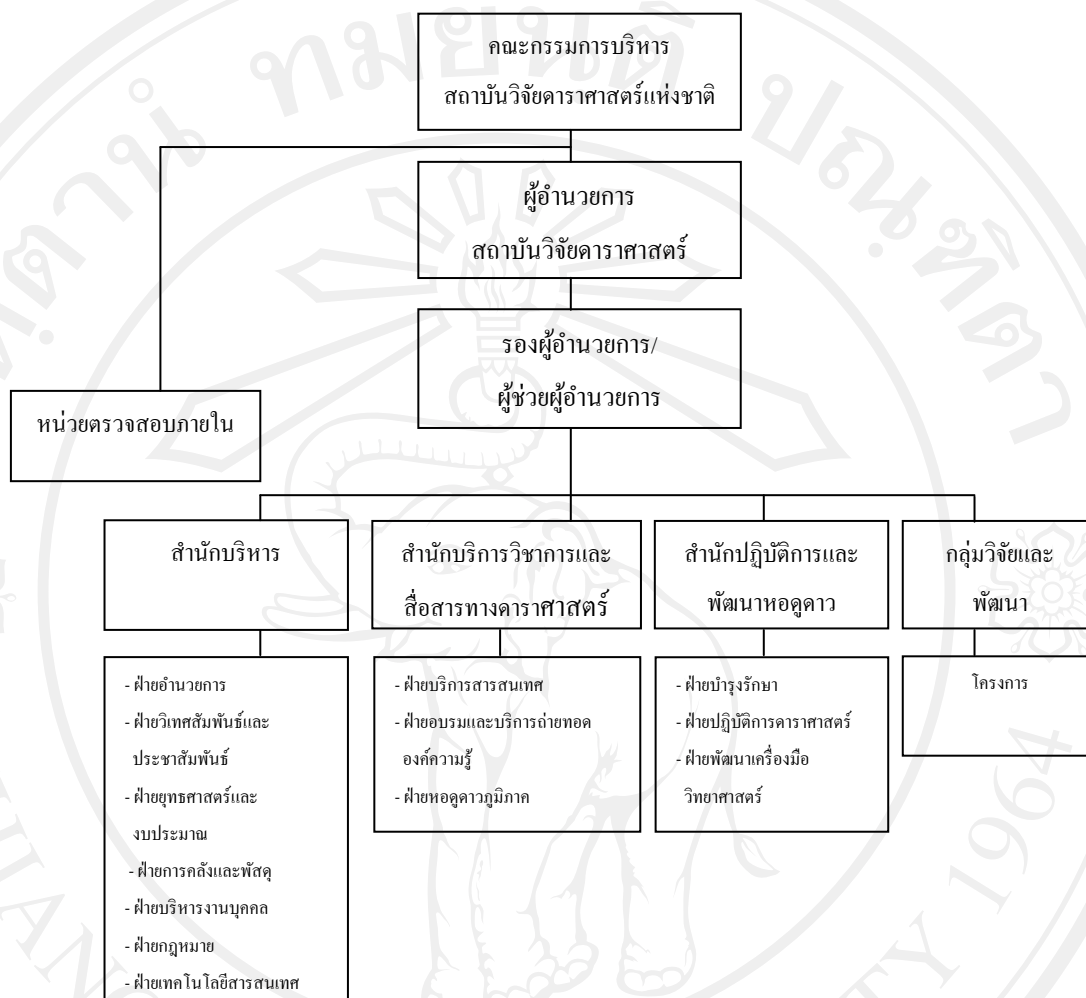 คณะกรรมการบริหาร
สถาบันวิจัยดาราศาสตร์แห่งชาติ
ผู้อำนวยการ
สถาบันวิจัยดาราศาสตร์
รองผู้อำนวยการ/
ผู้ช่วยผู้อำนวยการ
หน่วยตรวจสอบภายใน
สำนักบริหาร
สำนักบริการวิชาการและ
สื่อสารทางดาราศาสตร์
สำนักปฏิบัติการและ
พัฒนาหอดูดาว
กลุ่มวิจัยและ
พัฒนา
- ฝ่ายอำนวยการ
- ฝ่ายวิเทศสัมพันธ์และ
ประชาสัมพันธ์
- ฝ่ายยุทธศาสตร์และ
งบประมาณ
- ฝ่ายการคลังและพัสดุ
- ฝ่ายบริหารงานบุคคล
- ฝ่ายกฎหมาย
- ฝ่ายเทคโนโลยีสารสนเทศ
- ฝ่ายบริการสารสนเทศ
- ฝ่ายอบรมและบริการถ่ายทอด
องค์ความรู้
- ฝ่ายหอดูดาวภูมิภาค
- ฝ่ายบำรุงรักษา
- ฝ่ายปฏิบัติการดาราศาสตร์
- ฝ่ายพัฒนาเครื่องมือ
วิทยาศาสตร์
โครงการ
1964